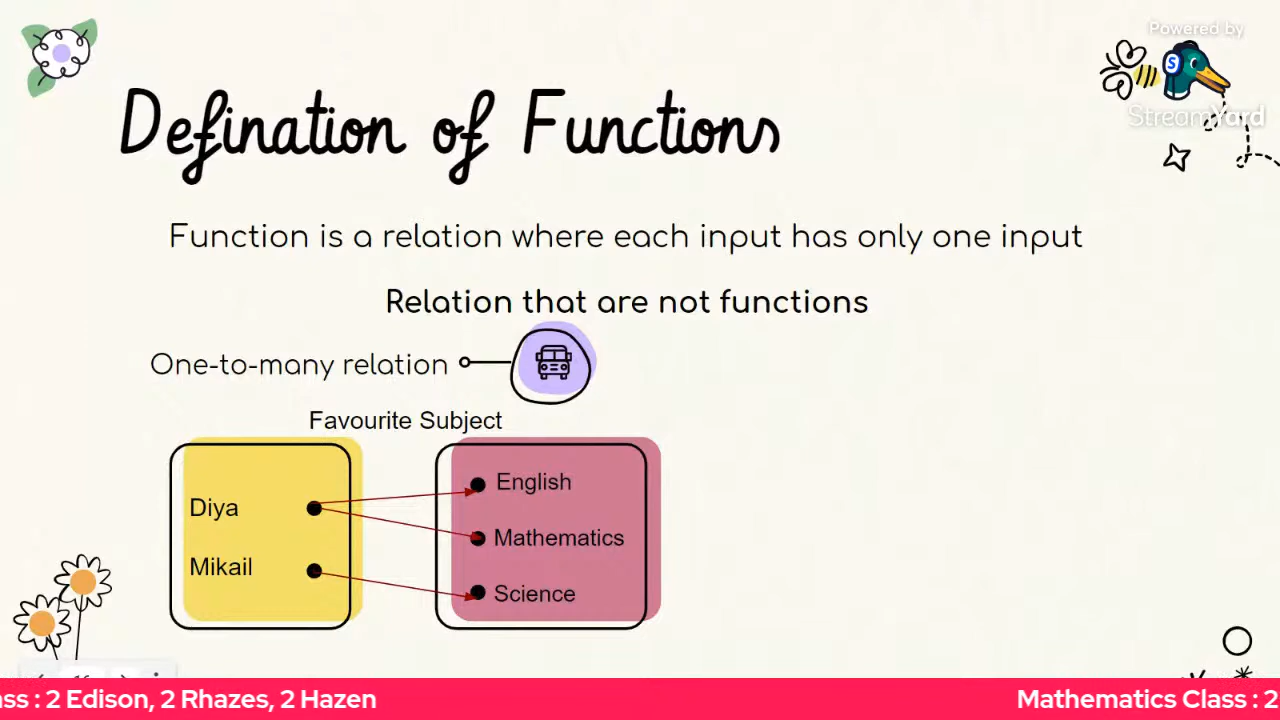 Powered by
StreamYard
Defination of Functions
Function is a relation where each input has only one input
Relation that are not functions
One-to-many relation
Favourite Subject
Diya
Mikail
English
Mathematics
Science
ass : 2 Edison, 2 Rhazes, 2 Hazen
Mathematics Class : 2